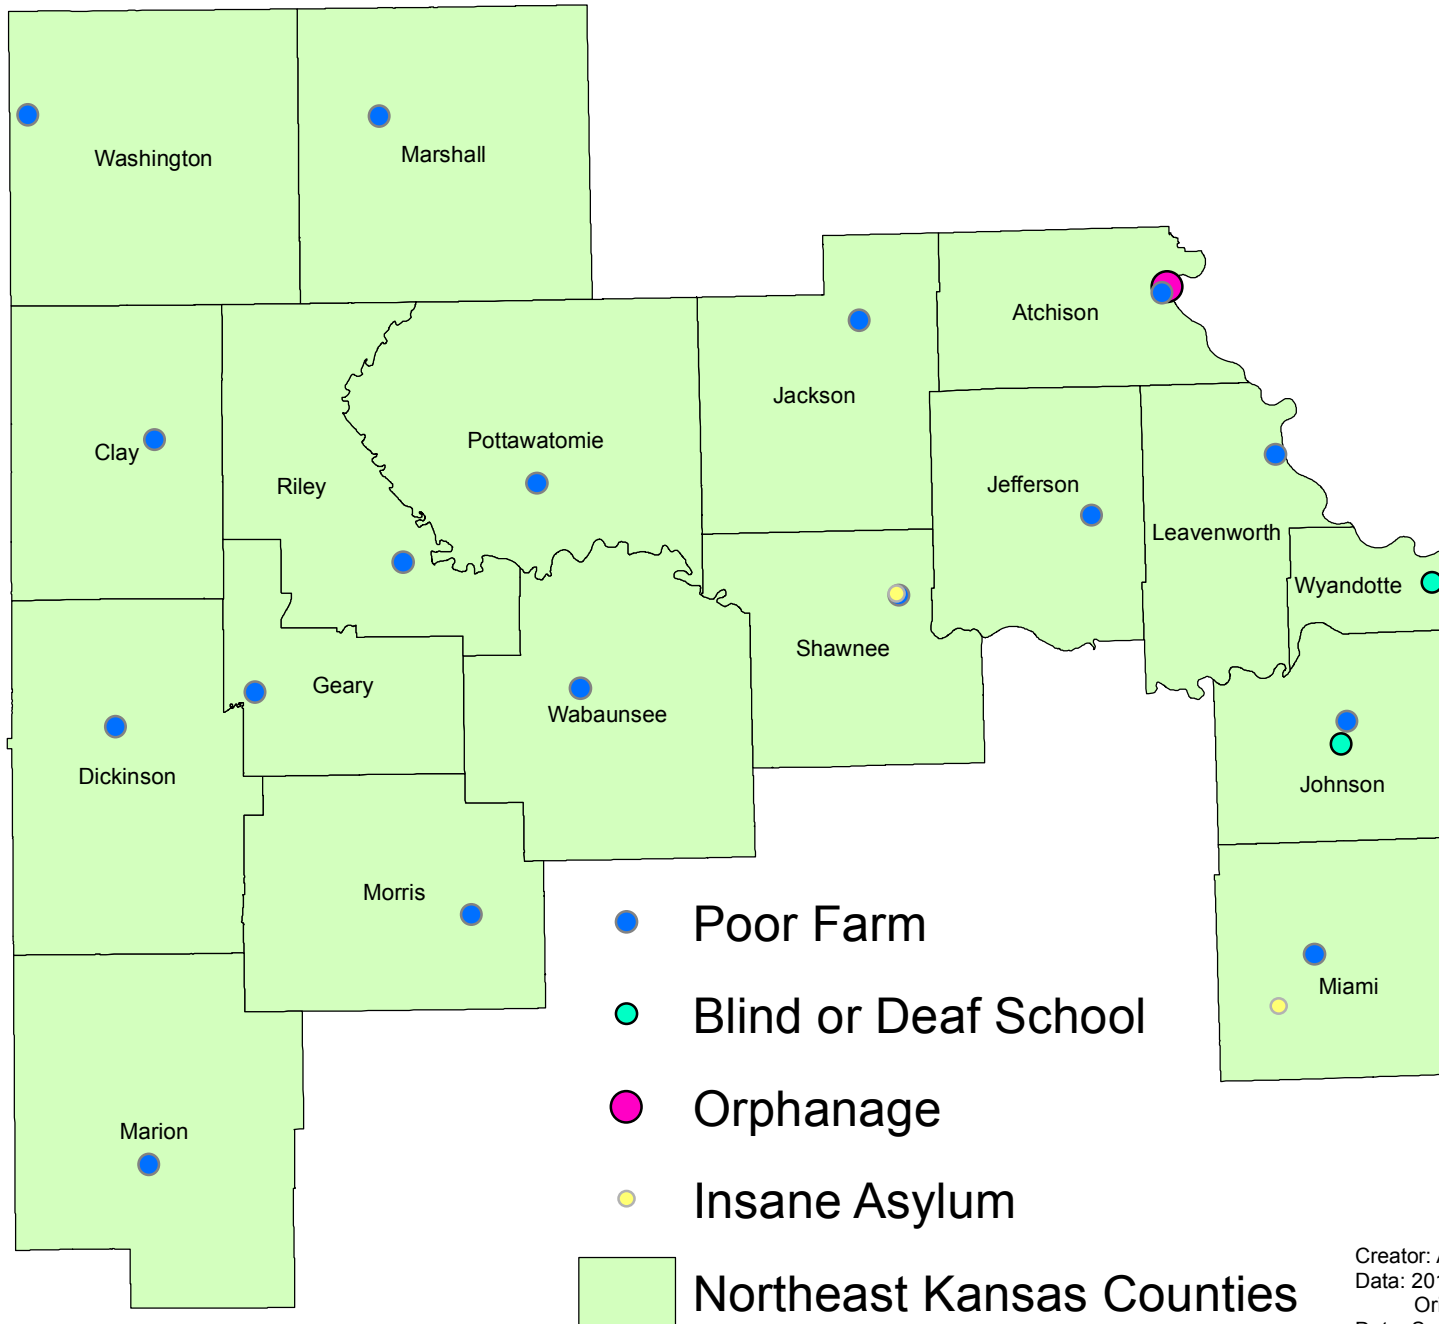 Washington
Marshall
Atchison
Jackson
Pottawatomie
Clay
Riley
Jefferson
Leavenworth
Wyandotte
Shawnee
Geary
Wabaunsee
Dickinson
Johnson
Morris
Poor Farm
Miami
Blind or Deaf School
Orphanage
Marion
Insane Asylum
Northeast Kansas Counties
Creator:
Data: 201